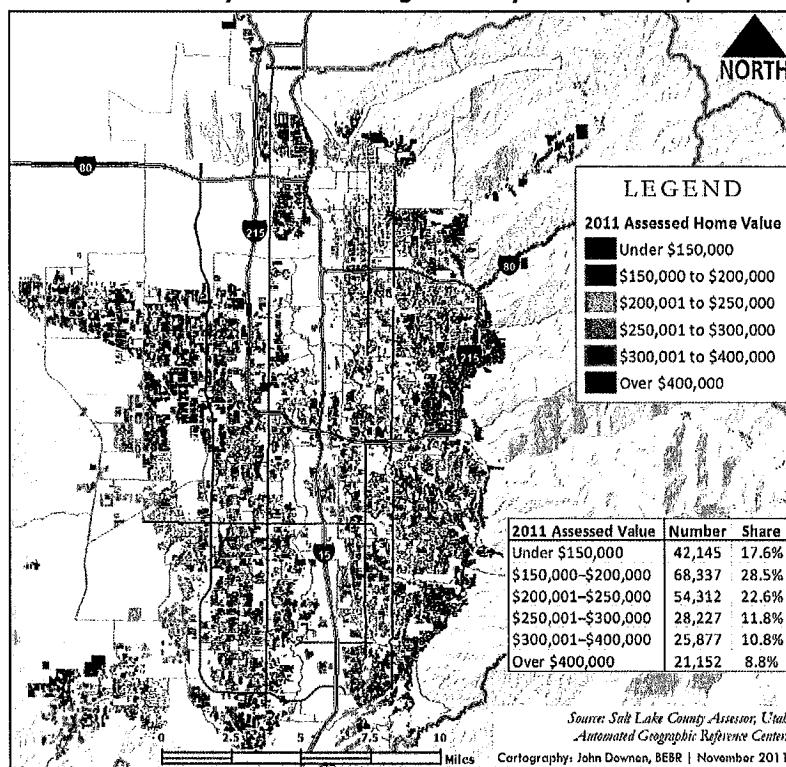 NORTH
80
215
LEGEND
2011 Assessed Home Value
Under $150,000
$150,000 to $200,000
$200,001 to $250,000
$250,001 to $300,000
$300,001 to $400,000
Over $400,000
80
215
15
2011 Assessed Value Number Share
Under $150,000 42,145 17.6%
$150,000–$200,000 68,337 28.5%
$200,001–$250,000 54,312 22.6%
$250,001–$300,000 28,227 11.8%
$300,001–$400,000 25,877 10.8%
Over $400,000 21,152 8.8%
Source: Salt Lake County Assessor, Utah
Automated Geographic Reference Center
0 2.5 5 7.5 10
Miles
Cartography: John Downen, BEBR | November 2011